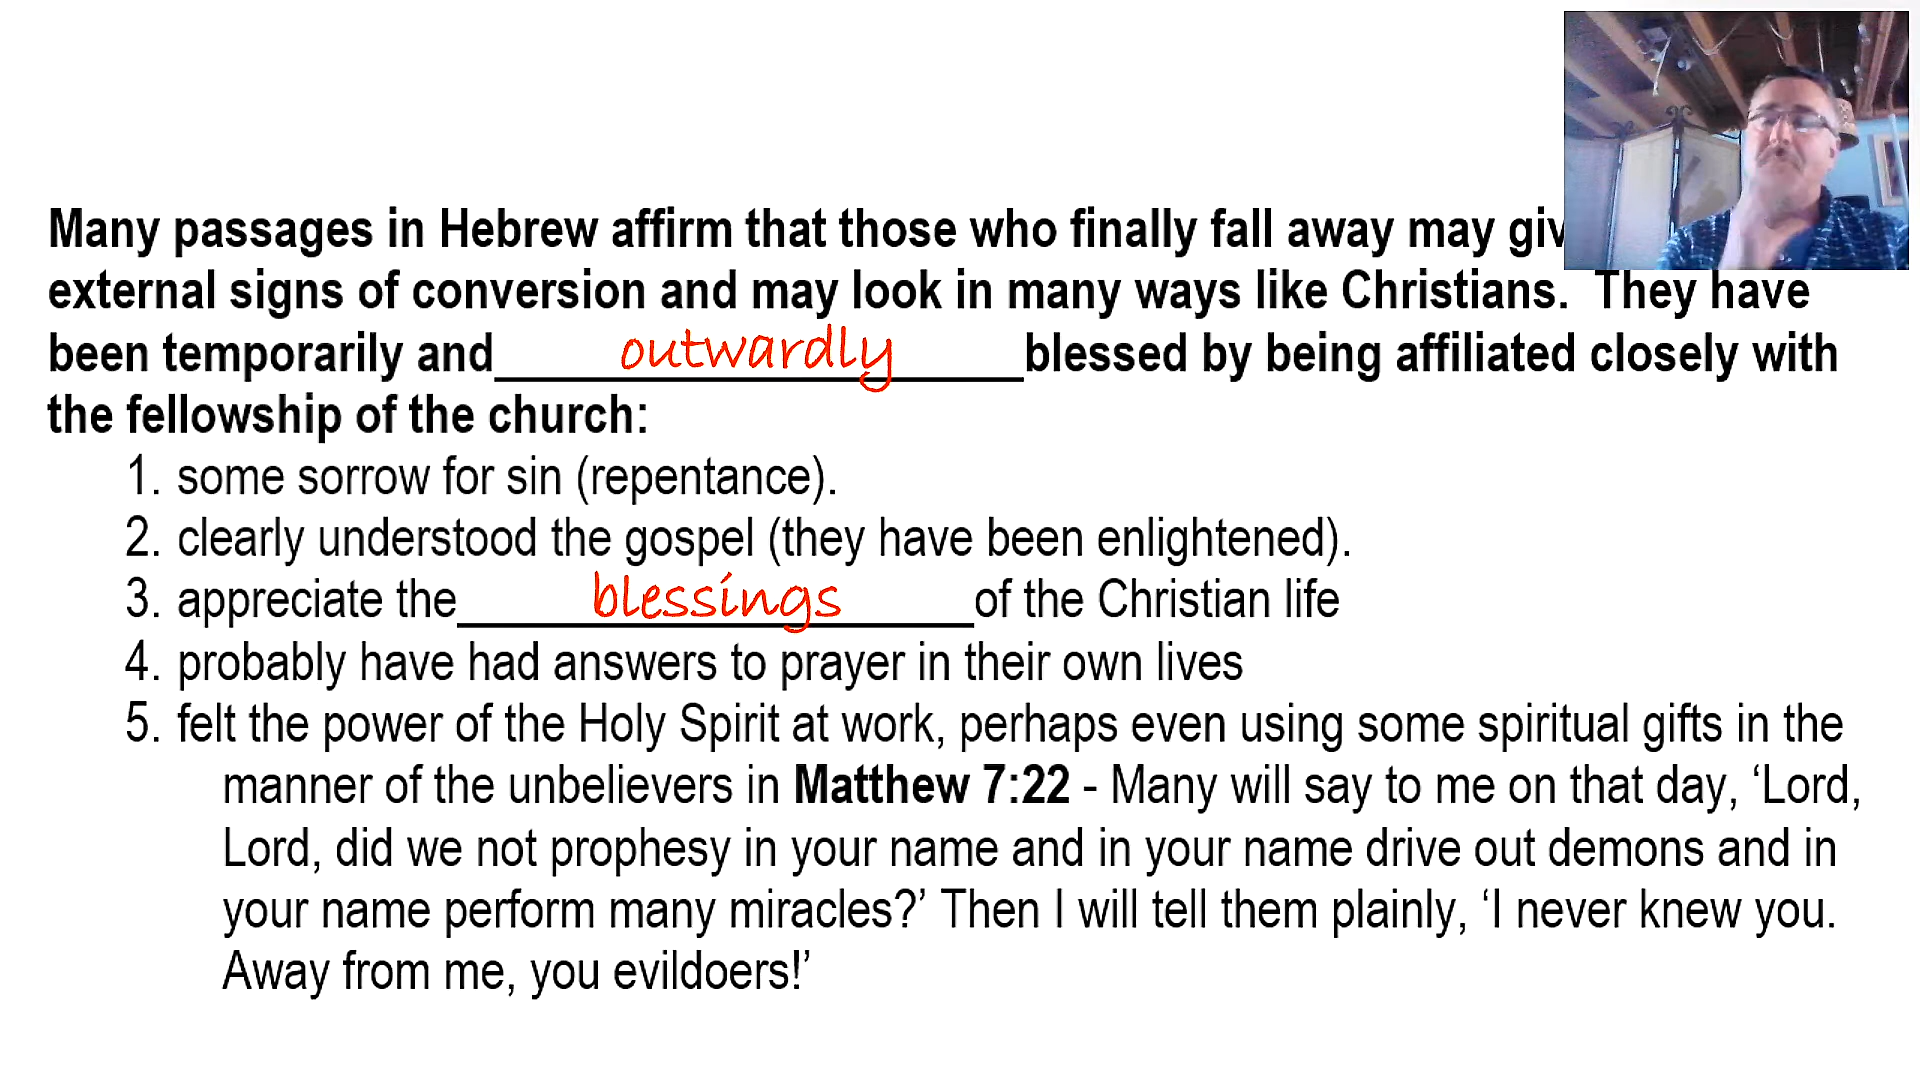 Many passages in Hebrew affirm that those who finally fall away may
external signs of conversion and may look in many ways like Christians.  They have
been temporarily and outwardly blessed by being affiliated closely with
the fellowship of the church:
1. some sorrow for sin (repentance).
2. clearly understood the gospel (they have been enlightened).
3. appreciate the blessings of the Christian life
4. probably have had answers to prayer in their own lives
5. felt the power of the Holy Spirit at work, perhaps even using some spiritual gifts in the
manner of the unbelievers in Matthew 7:22 - Many will say to me on that day, ‘Lord,
Lord, did we not prophesy in your name and in your name drive out demons and in
your name perform many miracles?’ Then I will tell them plainly, ‘I never knew you.
Away from me, you evildoers!’